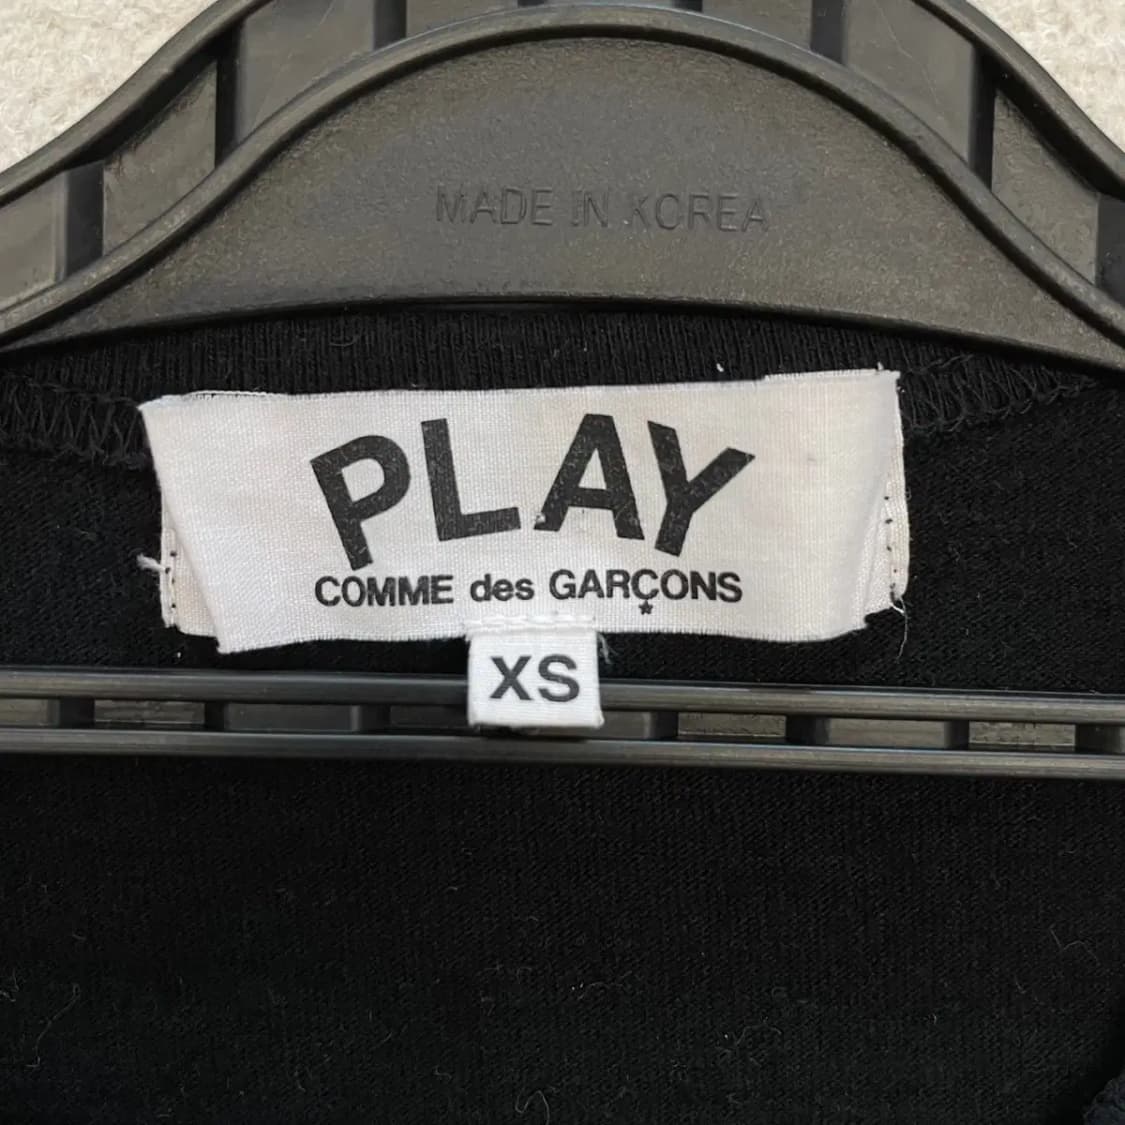 MADE IN KOREA
PLAY
COMME des GARÇONS
XS